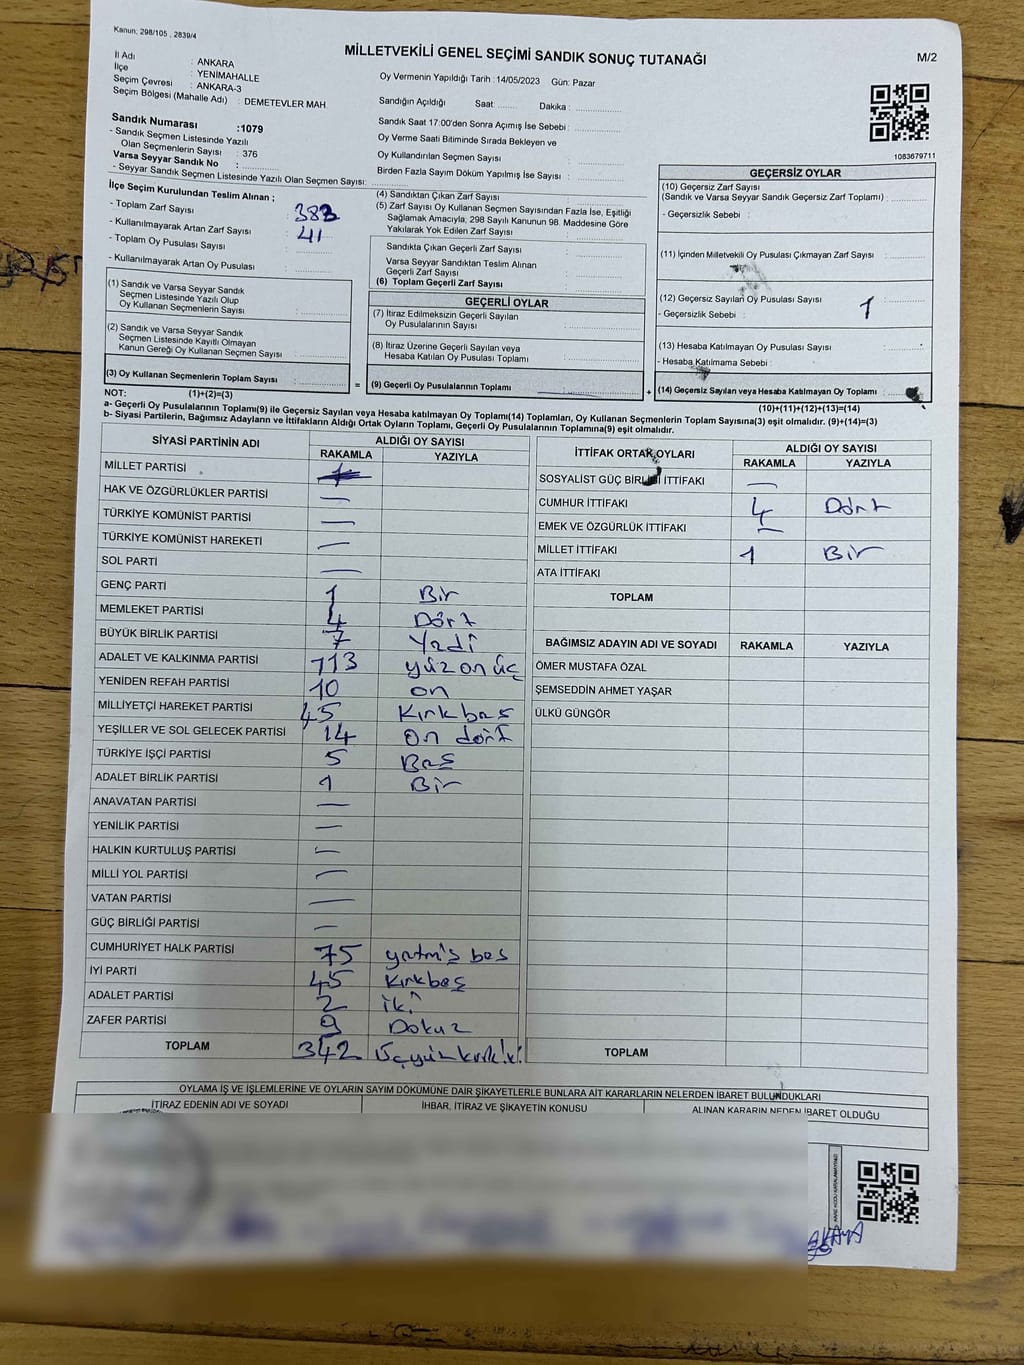 Kanun; 298/105 , 2839/4
MİLLETVEKİLİ GENEL SEÇİMİ SANDIK SONUÇ TUTANAĞI
M/2
İl Adı : ANKARA
İlçe : YENİMAHALLE
Seçim Çevresi : ANKARA-3
Seçim Bölgesi (Mahalle Adı) : DEMETEVLER MAH.
Oy Vermenin Yapıldığı Tarih :14/05/2023 Gün: Pazar
Sandığın Açıldığı Saat: Dakika :
Sandık Saat 17:00'den Sonra Açımış İse Sebebi :
Oy Verme Saati Bitiminde Sırada Bekleyen ve
Oy Kullandırılan Seçmen Sayısı :
Birden Fazla Sayım Döküm Yapılmış İse Sayısı :
Sandık Numarası :1079
- Sandık Seçmen Listesinde Yazılı
Olan Seçmenlerin Sayısı : 376
Varsa Seyyar Sandık No :
- Seyyar Sandık Seçmen Listesinde Yazılı Olan Seçmen Sayısı:
1083679711
İlçe Seçim Kurulundan Teslim Alınan ;
- Toplam Zarf Sayısı : 383
- Kullanılmayarak Artan Zarf Sayısı : 41
- Toplam Oy Pusulası Sayısı :
- Kullanılmayarak Artan Oy Pusulası :
(1) Sandık ve Varsa Seyyar Sandık
Seçmen Listesinde Yazılı Olup
Oy Kullanan Seçmenlerin Sayısı :
(2) Sandık ve Varsa Seyyar Sandık
Seçmen Listesinde Kayıtlı Olmayan
Kanun Gereği Oy Kullanan Seçmen Sayısı :
(3) Oy Kullanan Seçmenlerin Toplam Sayısı :
(4) Sandıktan Çıkan Zarf Sayısı :
(5) Zarf Sayısı Oy Kullanan Seçmen Sayısından Fazla İse, Eşitliği
Sağlamak Amacıyla, 298 Sayılı Kanunun 98. Maddesine Göre
Yakılarak Yok Edilen Zarf Sayısı :
Sandıkta Çıkan Geçerli Zarf Sayısı :
Varsa Seyyar Sandıktan Teslim Alınan
Geçerli Zarf Sayısı :
(6) Toplam Geçerli Zarf Sayısı :
GEÇERLİ OYLAR
(7) İtiraz Edilmeksizin Geçerli Sayılan
Oy Pusulalarının Sayısı :
(8) İtiraz Üzerine Geçerli Sayılan veya
Hesaba Katılan Oy Pusulası Toplamı :
= (9) Geçerli Oy Pusulalarının Toplamı :
GEÇERSİZ OYLAR
(10) Geçersiz Zarf Sayısı
(Sandık ve Varsa Seyyar Sandık Geçersiz Zarf Toplamı) :
- Geçersizlik Sebebi :
(11) İçinden Milletvekili Oy Pusulası Çıkmayan Zarf Sayısı :
(12) Geçersiz Sayılan Oy Pusulası Sayısı : 1
- Geçersizlik Sebebi :
(13) Hesaba Katılmayan Oy Pusulası Sayısı :
- Hesaba Katılmama Sebebi :
+ (14) Geçersiz Sayılan veya Hesaba Katılmayan Oy Toplamı :
NOT: (1)+(2)=(3)
(10)+(11)+(12)+(13)=(14)
a- Geçerli Oy Pusulalarının Toplamı(9) ile Geçersiz Sayılan veya Hesaba katılmayan Oy Toplamı(14) Toplamları, Oy Kullanan Seçmenlerin Toplam Sayısına(3) eşit olmalıdır. (9)+(14)=(3)
b- Siyasi Partilerin, Bağımsız Adayların ve İttifakların Aldığı Ortak Oyların Toplamı, Geçerli Oy Pusulalarının Toplamına(9) eşit olmalıdır.
SİYASİ PARTİNİN ADI ALDIĞI OY SAYISI
RAKAMLA YAZIYLA
MİLLET PARTİSİ
HAK VE ÖZGÜRLÜKLER PARTİSİ —
TÜRKİYE KOMÜNİST PARTİSİ —
TÜRKİYE KOMÜNİST HAREKETİ —
SOL PARTİ —
GENÇ PARTİ 1 Bir
MEMLEKET PARTİSİ 4 Dört
BÜYÜK BİRLİK PARTİSİ 7 Yedi
ADALET VE KALKINMA PARTİSİ 113 yüz on üç
YENİDEN REFAH PARTİSİ 10 on
MİLLİYETÇİ HAREKET PARTİSİ 45 Kırkbeş
YEŞİLLER VE SOL GELECEK PARTİSİ 14 on dört
TÜRKİYE İŞÇİ PARTİSİ 5 Beş
ADALET BİRLİK PARTİSİ 1 Bir
ANAVATAN PARTİSİ —
YENİLİK PARTİSİ —
HALKIN KURTULUŞ PARTİSİ —
MİLLİ YOL PARTİSİ —
VATAN PARTİSİ —
GÜÇ BİRLİĞİ PARTİSİ —
CUMHURİYET HALK PARTİSİ 75 yetmiş beş
İYİ PARTİ 45 Kırkbeş
ADALET PARTİSİ 2 iki
ZAFER PARTİSİ 9 Dokuz
TOPLAM 342 üçyüzkırkiki
İTTİFAK ORTAK OYLARI ALDIĞI OY SAYISI
RAKAMLA YAZIYLA
SOSYALİST GÜÇ BİRLİĞİ İTTİFAKI —
CUMHUR İTTİFAKI 4 Dört
EMEK VE ÖZGÜRLÜK İTTİFAKI —
MİLLET İTTİFAKI 1 Bir
ATA İTTİFAKI
TOPLAM
BAĞIMSIZ ADAYIN ADI VE SOYADI RAKAMLA YAZIYLA
ÖMER MUSTAFA ÖZAL
ŞEMSEDDİN AHMET YAŞAR
ÜLKÜ GÜNGÖR
TOPLAM
OYLAMA İŞ VE İŞLEMLERİNE VE OYLARIN SAYIM DÖKÜMÜNE DAİR ŞİKAYETLERLE BUNLARA AİT KARARLARIN NELERDEN İBARET BULUNDUKLARI
İTİRAZ EDENİN ADI VE SOYADI İHBAR, İTİRAZ VE ŞİKAYETİN KONUSU ALINAN KARARIN NEDEN İBARET OLDUĞU